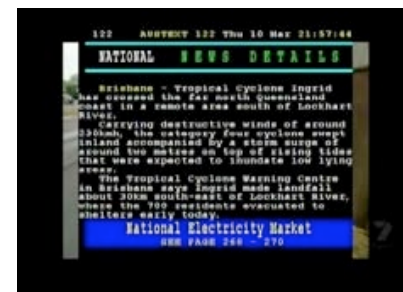 122 AUSTEXT 122 Thu 10 Mar 21:57:44
NATIONAL NEWS DETAILS
Brisbane - Tropical Cyclone Ingrid
has crossed the far north Queensland
coast in a remote area south of Lockhart
River.
Carrying destructive winds of around
230kmh, the category four cyclone swept
inland accompanied by a storm surge of
around two metres on top of rising tides
that were expected to inundate low lying
areas.
The Tropical Cyclone Warning Centre
in Brisbane says Ingrid made landfall
about 30km south-east of Lockhart River,
where the 700 residents evacuated to
shelters early today.
National Electricity Market
SEE PAGE 268 - 270
7